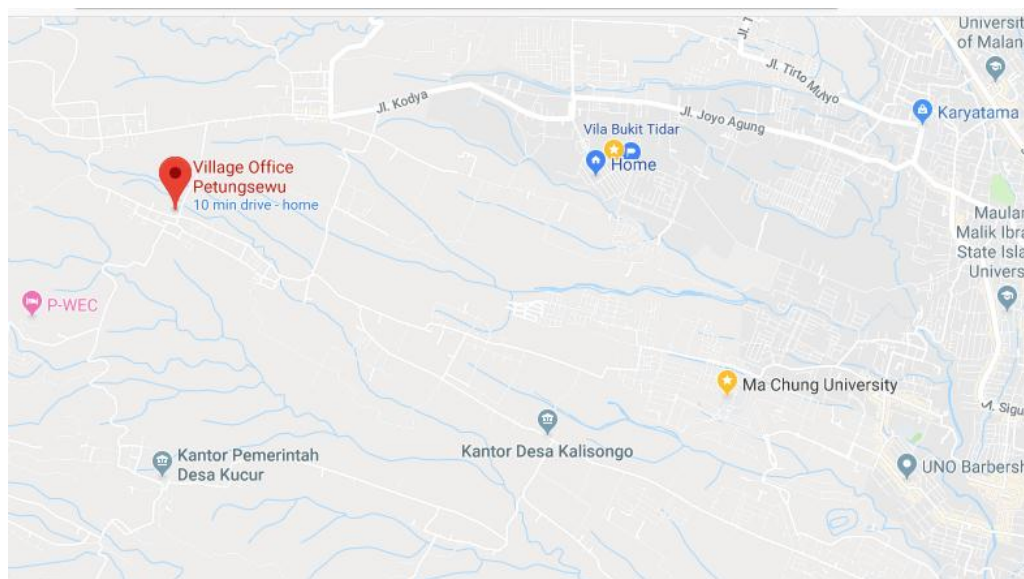 Universit
of Malan
Jl. T
Jl. Tirto Mulyo
Jl. Kodya
Jl. Joyo Agung
Karyatama
Vila Bukit Tidar
Home
Village Office
Petungsewu
10 min drive - home
Maular
Malik Ibra
State Isla
Univers
P-WEC
Ma Chung University
Jl. Sigu
Kantor Desa Kalisongo
Kantor Pemerintah
Desa Kucur
UNO Barbersh